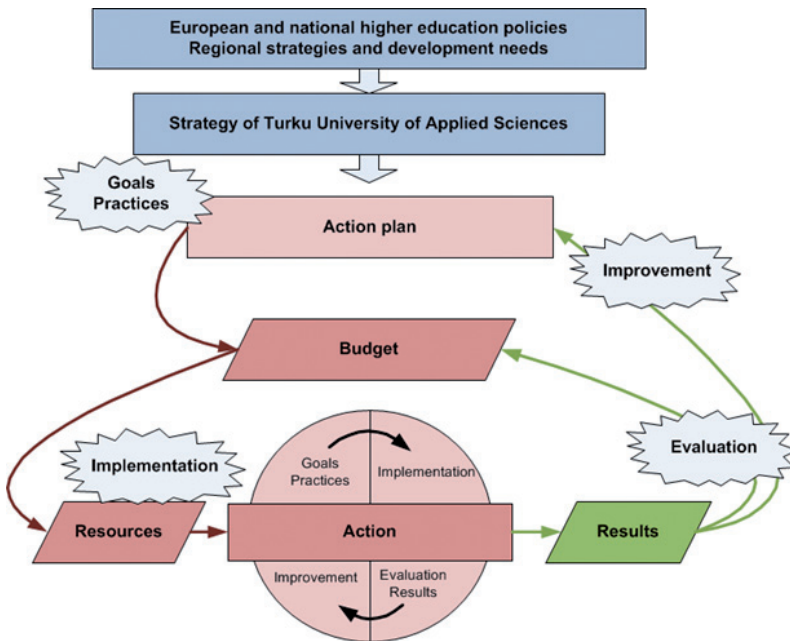 European and national higher education policies
Regional strategies and development needs
Strategy of Turku University of Applied Sciences
Goals
Practices
Action plan
Improvement
Budget
Evaluation
Implementation
Goals
Practices
Implementation
Resources
Action
Results
Improvement
Evaluation
Results